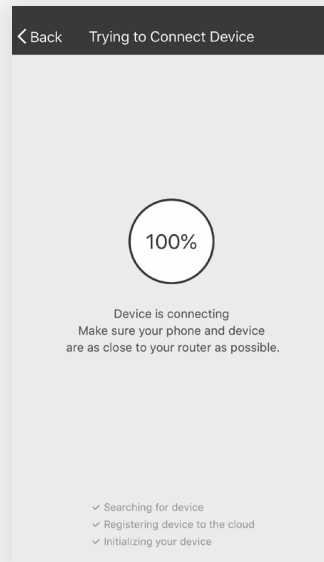 Back
Trying to Connect Device
100%
Device is connecting
Make sure your phone and device
are as close to your router as possible.
Searching for device
Registering device to the cloud
Initializing your device